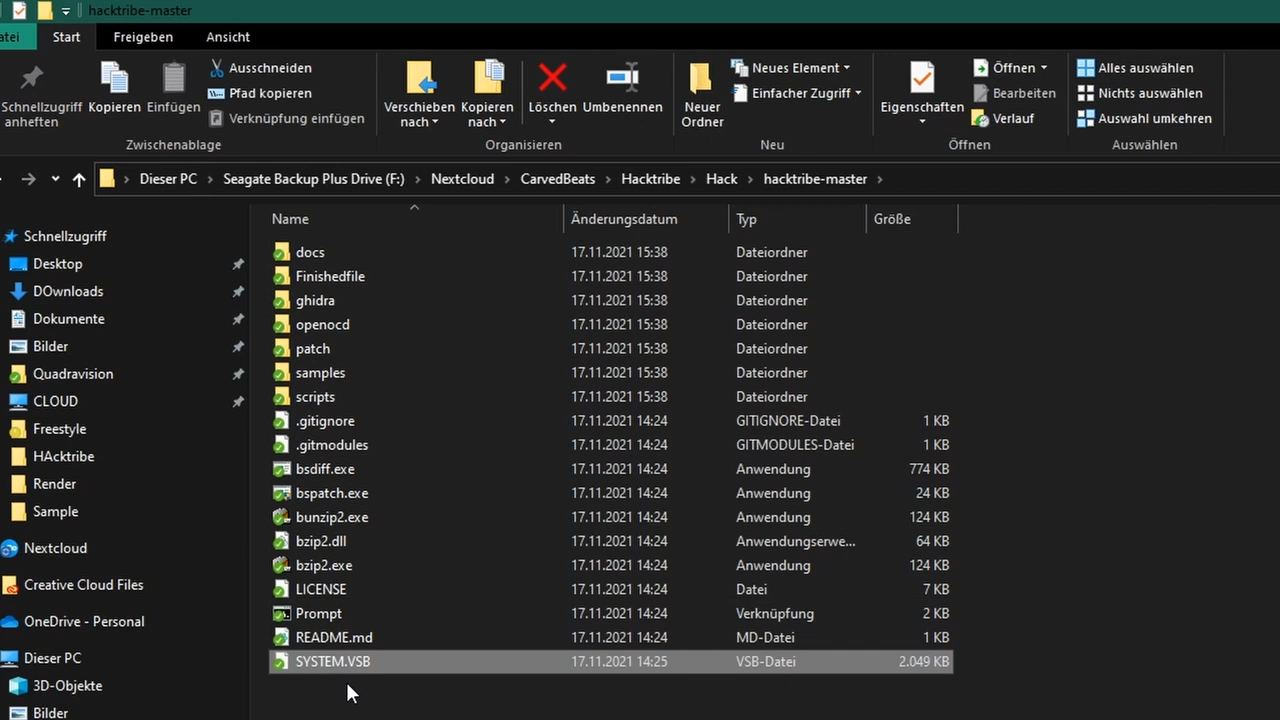 hacktribe-master
atei Start Freigeben Ansicht
Schnellzugriff anheften
Kopieren
Einfügen
Ausschneiden
Pfad kopieren
Verknüpfung einfügen
Zwischenablage
Verschieben nach
Kopieren nach
Löschen
Umbenennen
Organisieren
Neuer Ordner
Neues Element
Einfacher Zugriff
Neu
Eigenschaften
Öffnen
Bearbeiten
Verlauf
Öffnen
Alles auswählen
Nichts auswählen
Auswahl umkehren
Auswählen
Dieser PC > Seagate Backup Plus Drive (F:) > Nextcloud > CarvedBeats > Hacktribe > Hack > hacktribe-master >
Schnellzugriff
Desktop
DOwnloads
Dokumente
Bilder
Quadravision
CLOUD
Freestyle
HAcktribe
Render
Sample
Nextcloud
Creative Cloud Files
OneDrive - Personal
Dieser PC
3D-Objekte
Bilder
Name Änderungsdatum Typ Größe
docs 17.11.2021 15:38 Dateiordner
Finishedfile 17.11.2021 15:38 Dateiordner
ghidra 17.11.2021 15:38 Dateiordner
openocd 17.11.2021 15:38 Dateiordner
patch 17.11.2021 15:38 Dateiordner
samples 17.11.2021 15:38 Dateiordner
scripts 17.11.2021 15:38 Dateiordner
.gitignore 17.11.2021 14:24 GITIGNORE-Datei 1 KB
.gitmodules 17.11.2021 14:24 GITMODULES-Datei 1 KB
bsdiff.exe 17.11.2021 14:24 Anwendung 774 KB
bspatch.exe 17.11.2021 14:24 Anwendung 24 KB
bunzip2.exe 17.11.2021 14:24 Anwendung 124 KB
bzip2.dll 17.11.2021 14:24 Anwendungserwe... 64 KB
bzip2.exe 17.11.2021 14:24 Anwendung 124 KB
LICENSE 17.11.2021 14:24 Datei 7 KB
Prompt 17.11.2021 14:24 Verknüpfung 2 KB
README.md 17.11.2021 14:24 MD-Datei 1 KB
SYSTEM.VSB 17.11.2021 14:25 VSB-Datei 2.049 KB